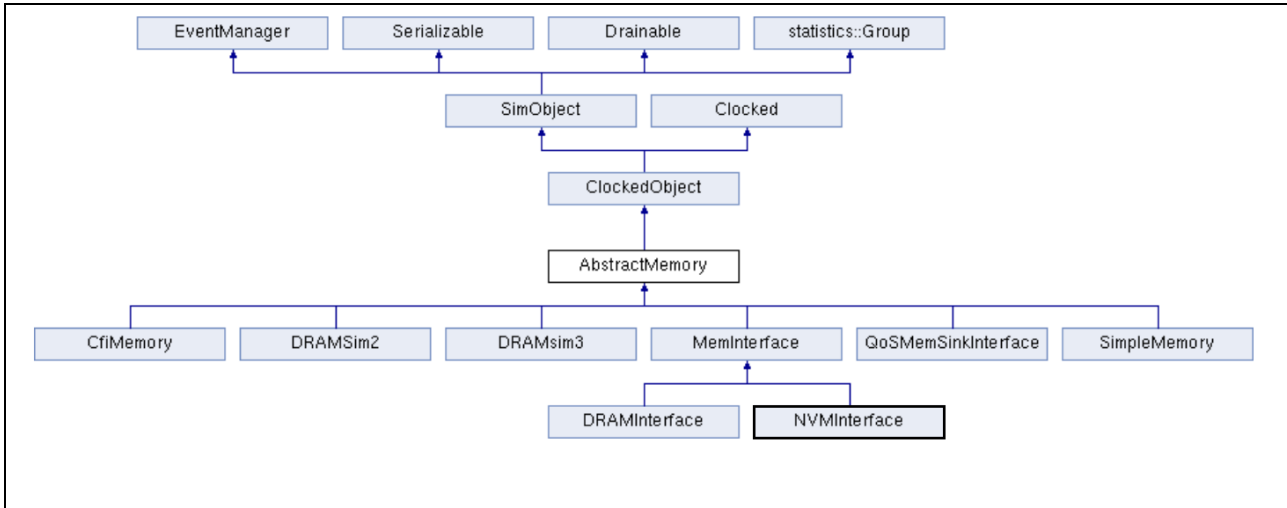 EventManager
Serializable
Drainable
statistics::Group
SimObject
Clocked
ClockedObject
AbstractMemory
CfiMemory
DRAMSim2
DRAMsim3
MemInterface
QoSMemSinkInterface
SimpleMemory
DRAMInterface
NVMInterface